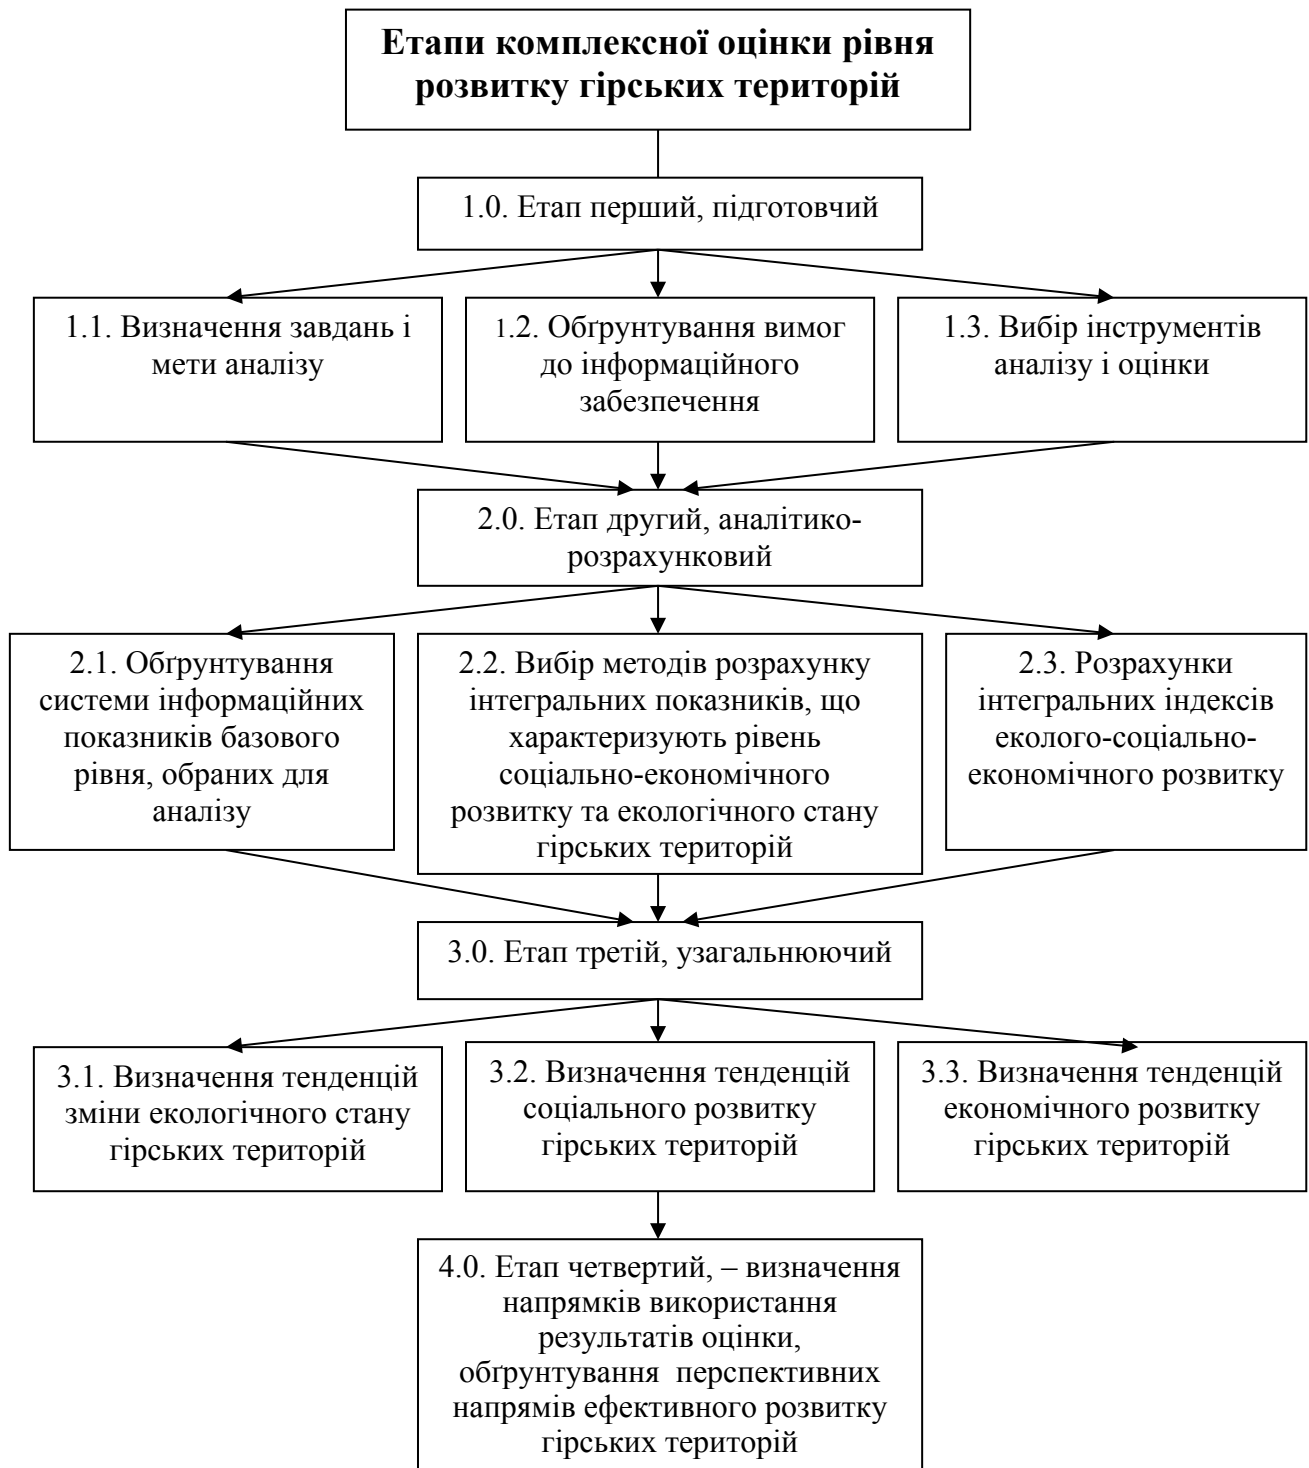 Етапи комплексної оцінки рівня
розвитку гірських територій
1.0. Етап перший, підготовчий
1.1. Визначення завдань і
мети аналізу
1.2. Обґрунтування вимог
до інформаційного
забезпечення
1.3. Вибір інструментів
аналізу і оцінки
2.0. Етап другий, аналітико-
розрахунковий
2.1. Обґрунтування
системи інформаційних
показників базового
рівня, обраних для
аналізу
2.2. Вибір методів розрахунку
інтегральних показників, що
характеризують рівень
соціально-економічного
розвитку та екологічного стану
гірських територій
2.3. Розрахунки
інтегральних індексів
еколого-соціально-
економічного розвитку
3.0. Етап третій, узагальнюючий
3.1. Визначення тенденцій
зміни екологічного стану
гірських територій
3.2. Визначення тенденцій
соціального розвитку
гірських територій
3.3. Визначення тенденцій
економічного розвитку
гірських територій
4.0. Етап четвертий, – визначення
напрямків використання
результатів оцінки,
обґрунтування перспективних
напрямів ефективного розвитку
гірських територій